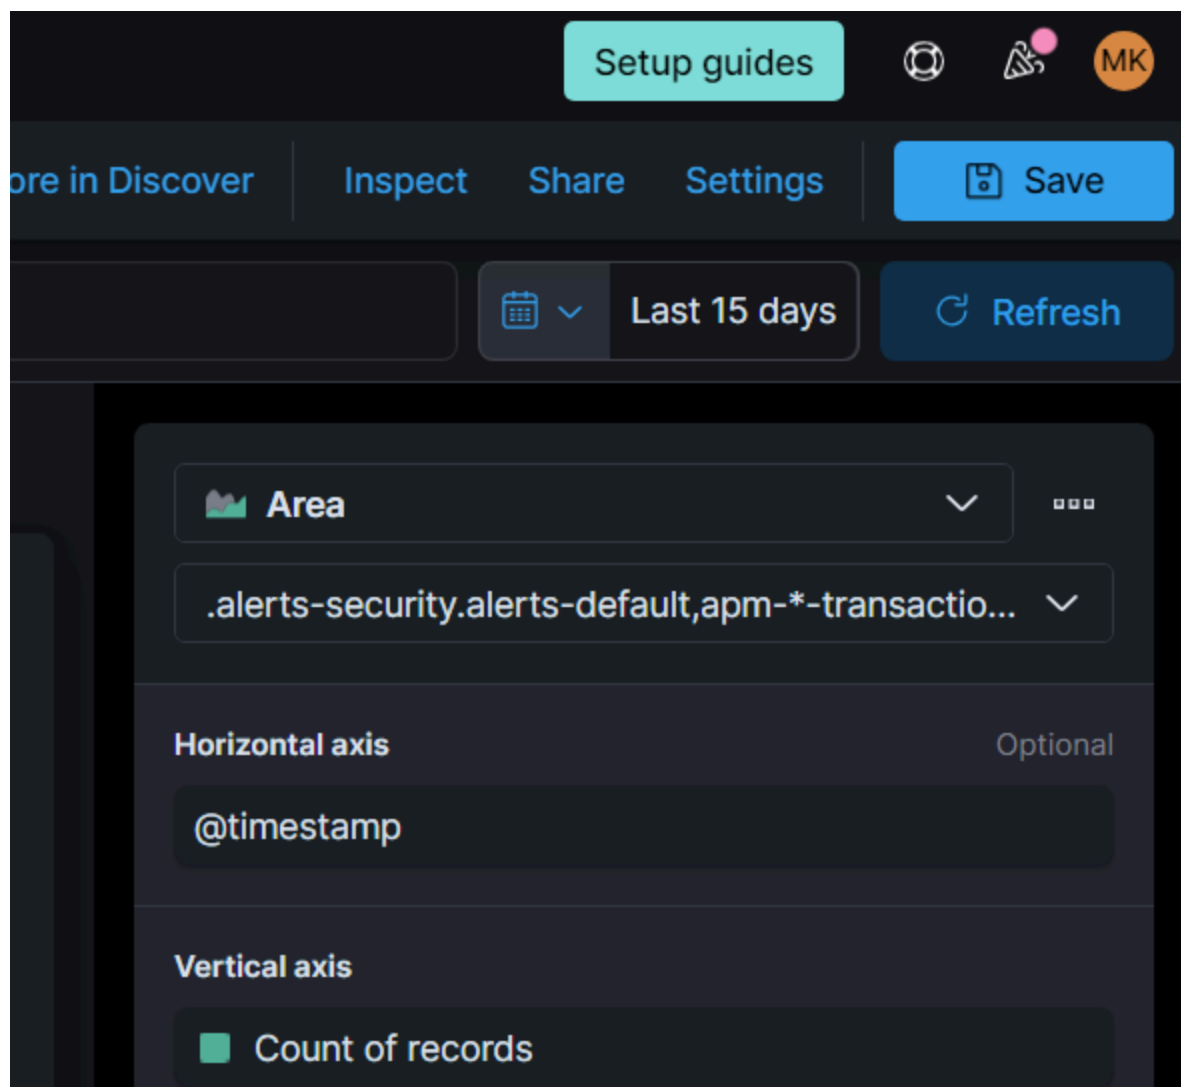 Setup guides
MK
ore in Discover
Inspect
Share
Settings
Save
Last 15 days
Refresh
Area
.alerts-security.alerts-default,apm-*-transactio...
Horizontal axis
Optional
@timestamp
Vertical axis
Count of records